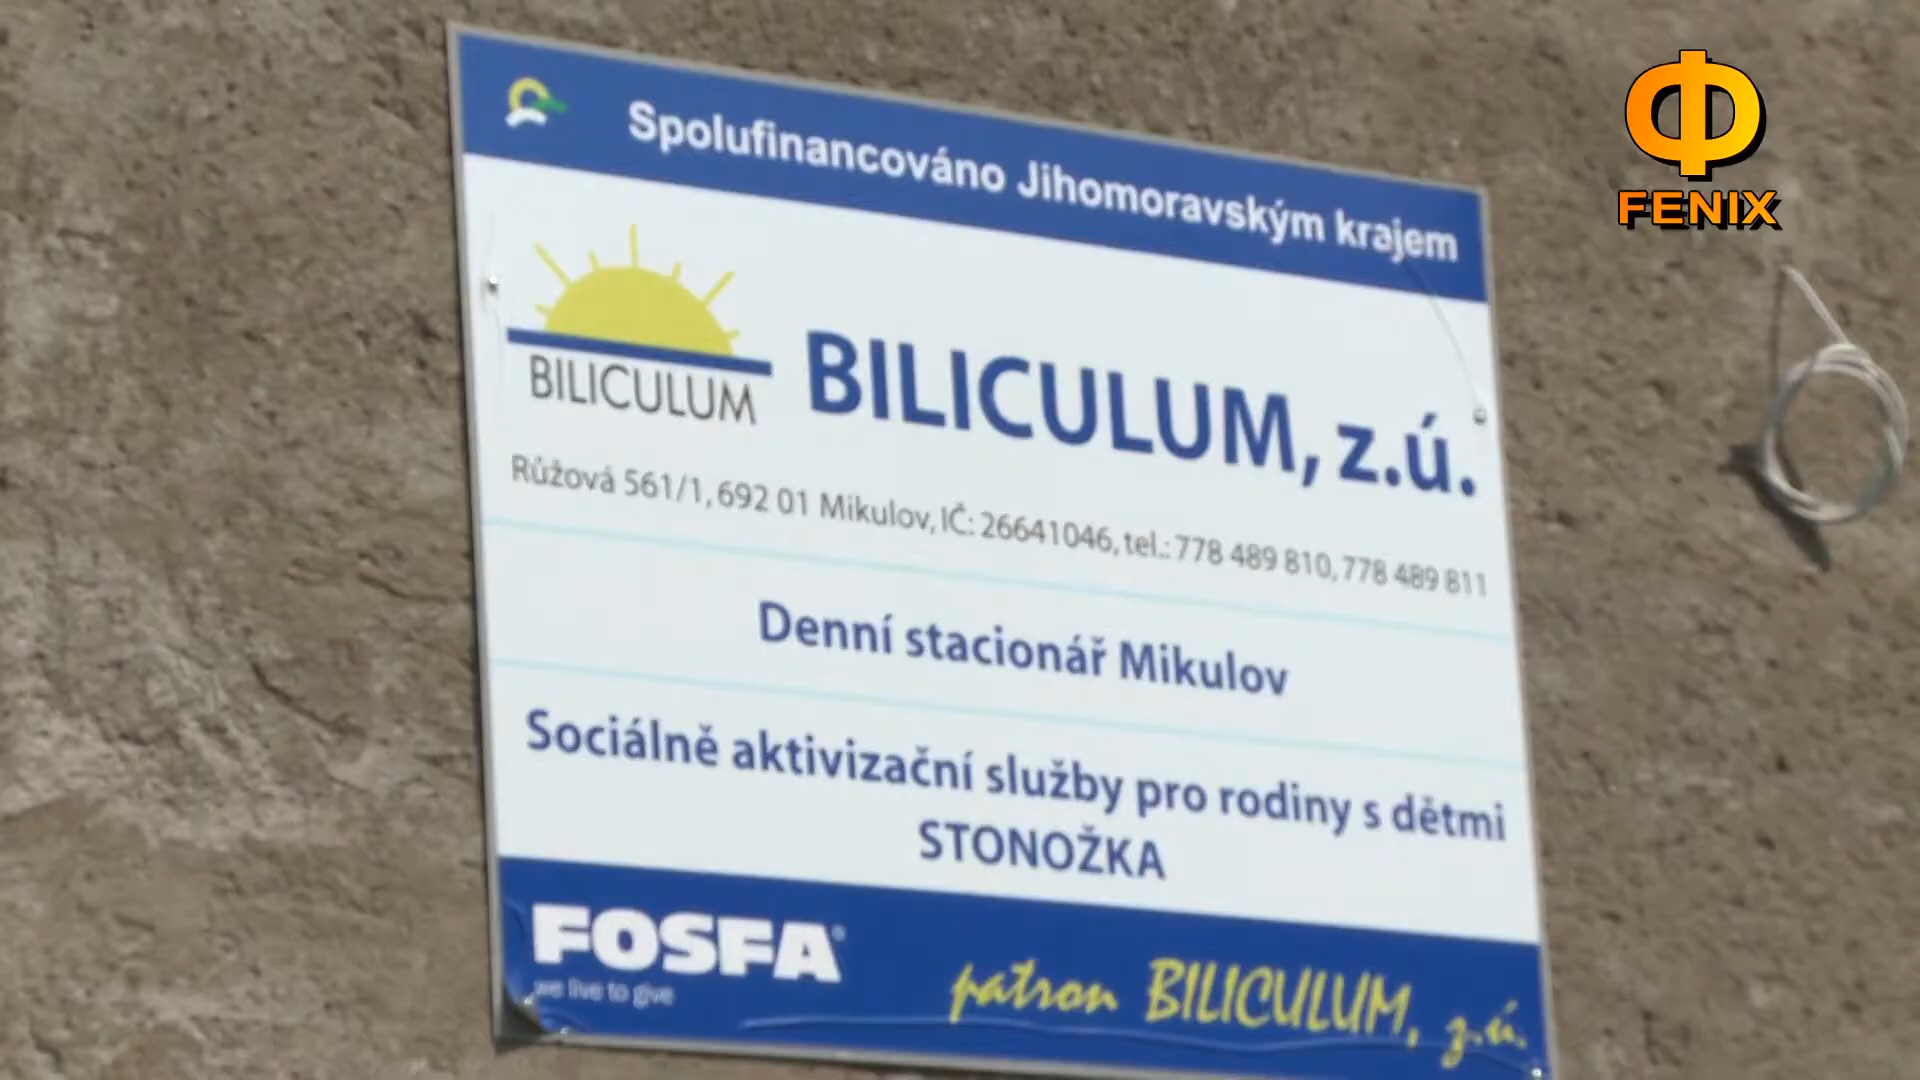 Spolufinancováno Jihomoravským krajem
FENIX
BILICULUM
BILICULUM, z.ú.
Růžová 561/1, 692 01 Mikulov, IČ: 26641046, tel.: 778 489 810, 778 489 811
Denní stacionář Mikulov
Sociálně aktivizační služby pro rodiny s dětmi
STONOŽKA
FOSFA®
we live to give
patron BILICULUM, z.ú.